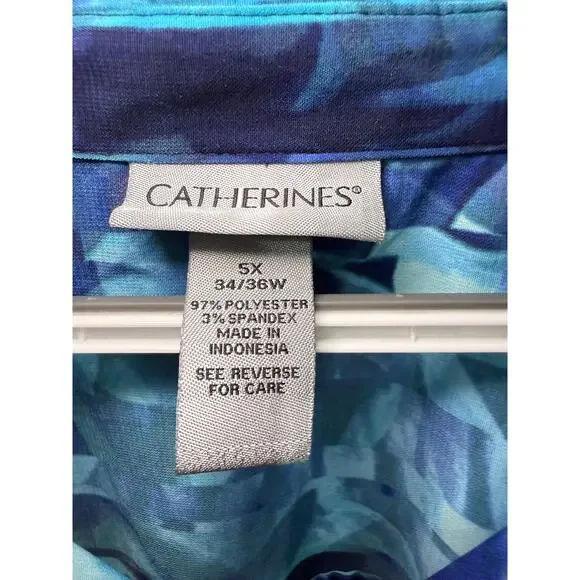 CATHERINES®
5X
34/36W
97% POLYESTER
3% SPANDEX
MADE IN
INDONESIA
SEE REVERSE
FOR CARE